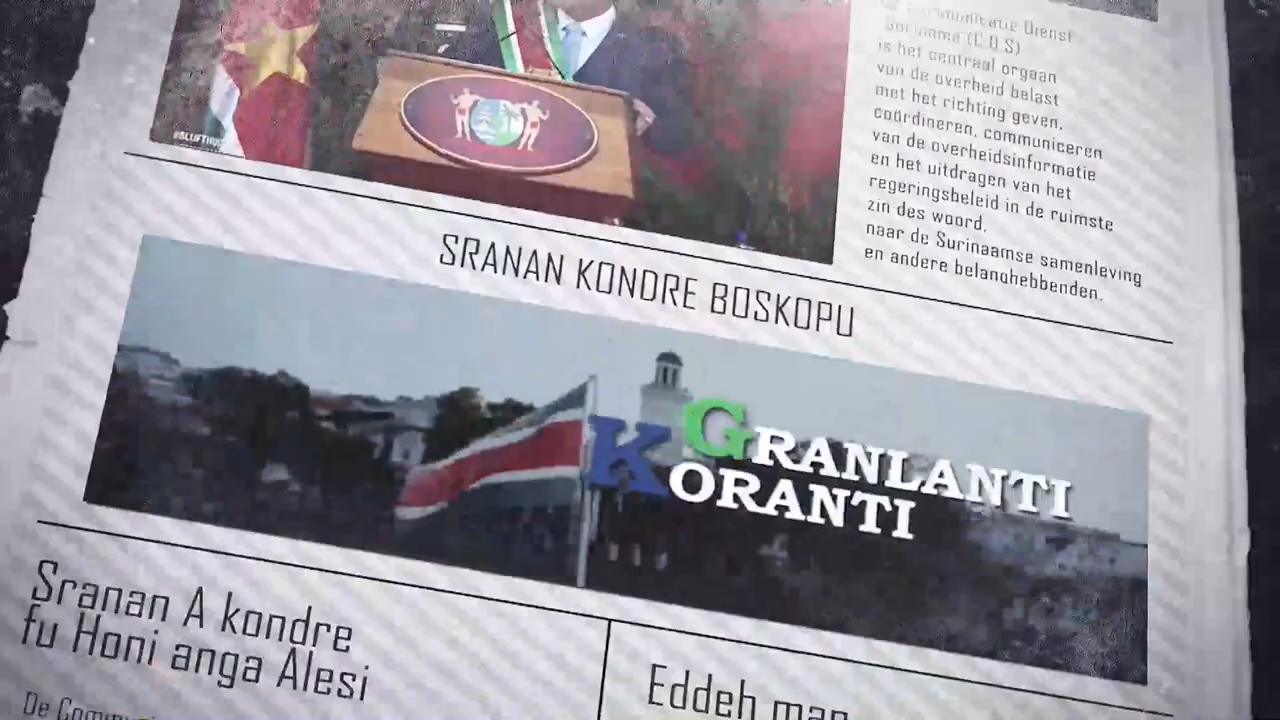 Communicatie Dienst
Suriname (C.D.S)
is het centraal orgaan
van de overheid belast
met het richting geven,
coördineren, communiceren
van de overheidsinformatie
en het uitdragen van het
regeringsbeleid in de ruimste
zin des woord,
naar de Surinaamse samenleving
en andere belanghebbenden.
SRANAN KONDRE BOSKOPU
GRANLANTI
KORANTI
Sranan A kondre
fu Honi anga Alesi
Eddeh man
De